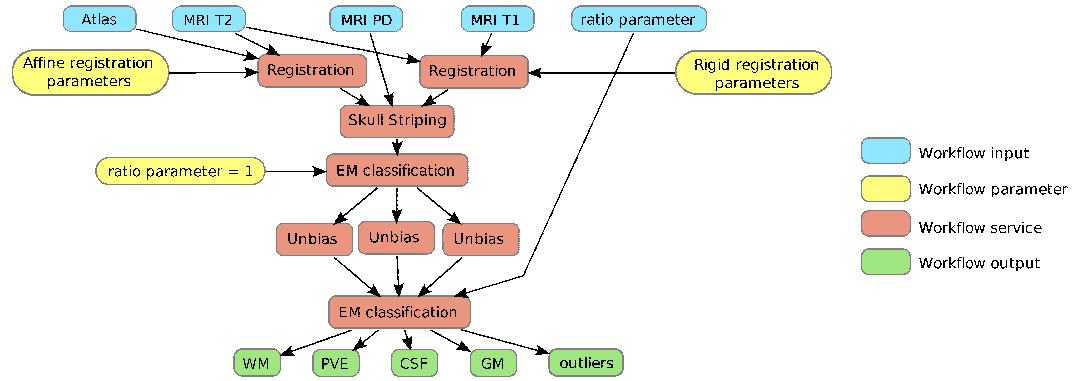 Atlas
MRI T2
MRI PD
MRI T1
ratio parameter
Affine registration
parameters
Registration
Registration
Rigid registration
parameters
Skull Striping
ratio parameter = 1
EM classification
Unbias
Unbias
Unbias
EM classification
WM
PVE
CSF
GM
outliers
Workflow input
Workflow parameter
Workflow service
Workflow output